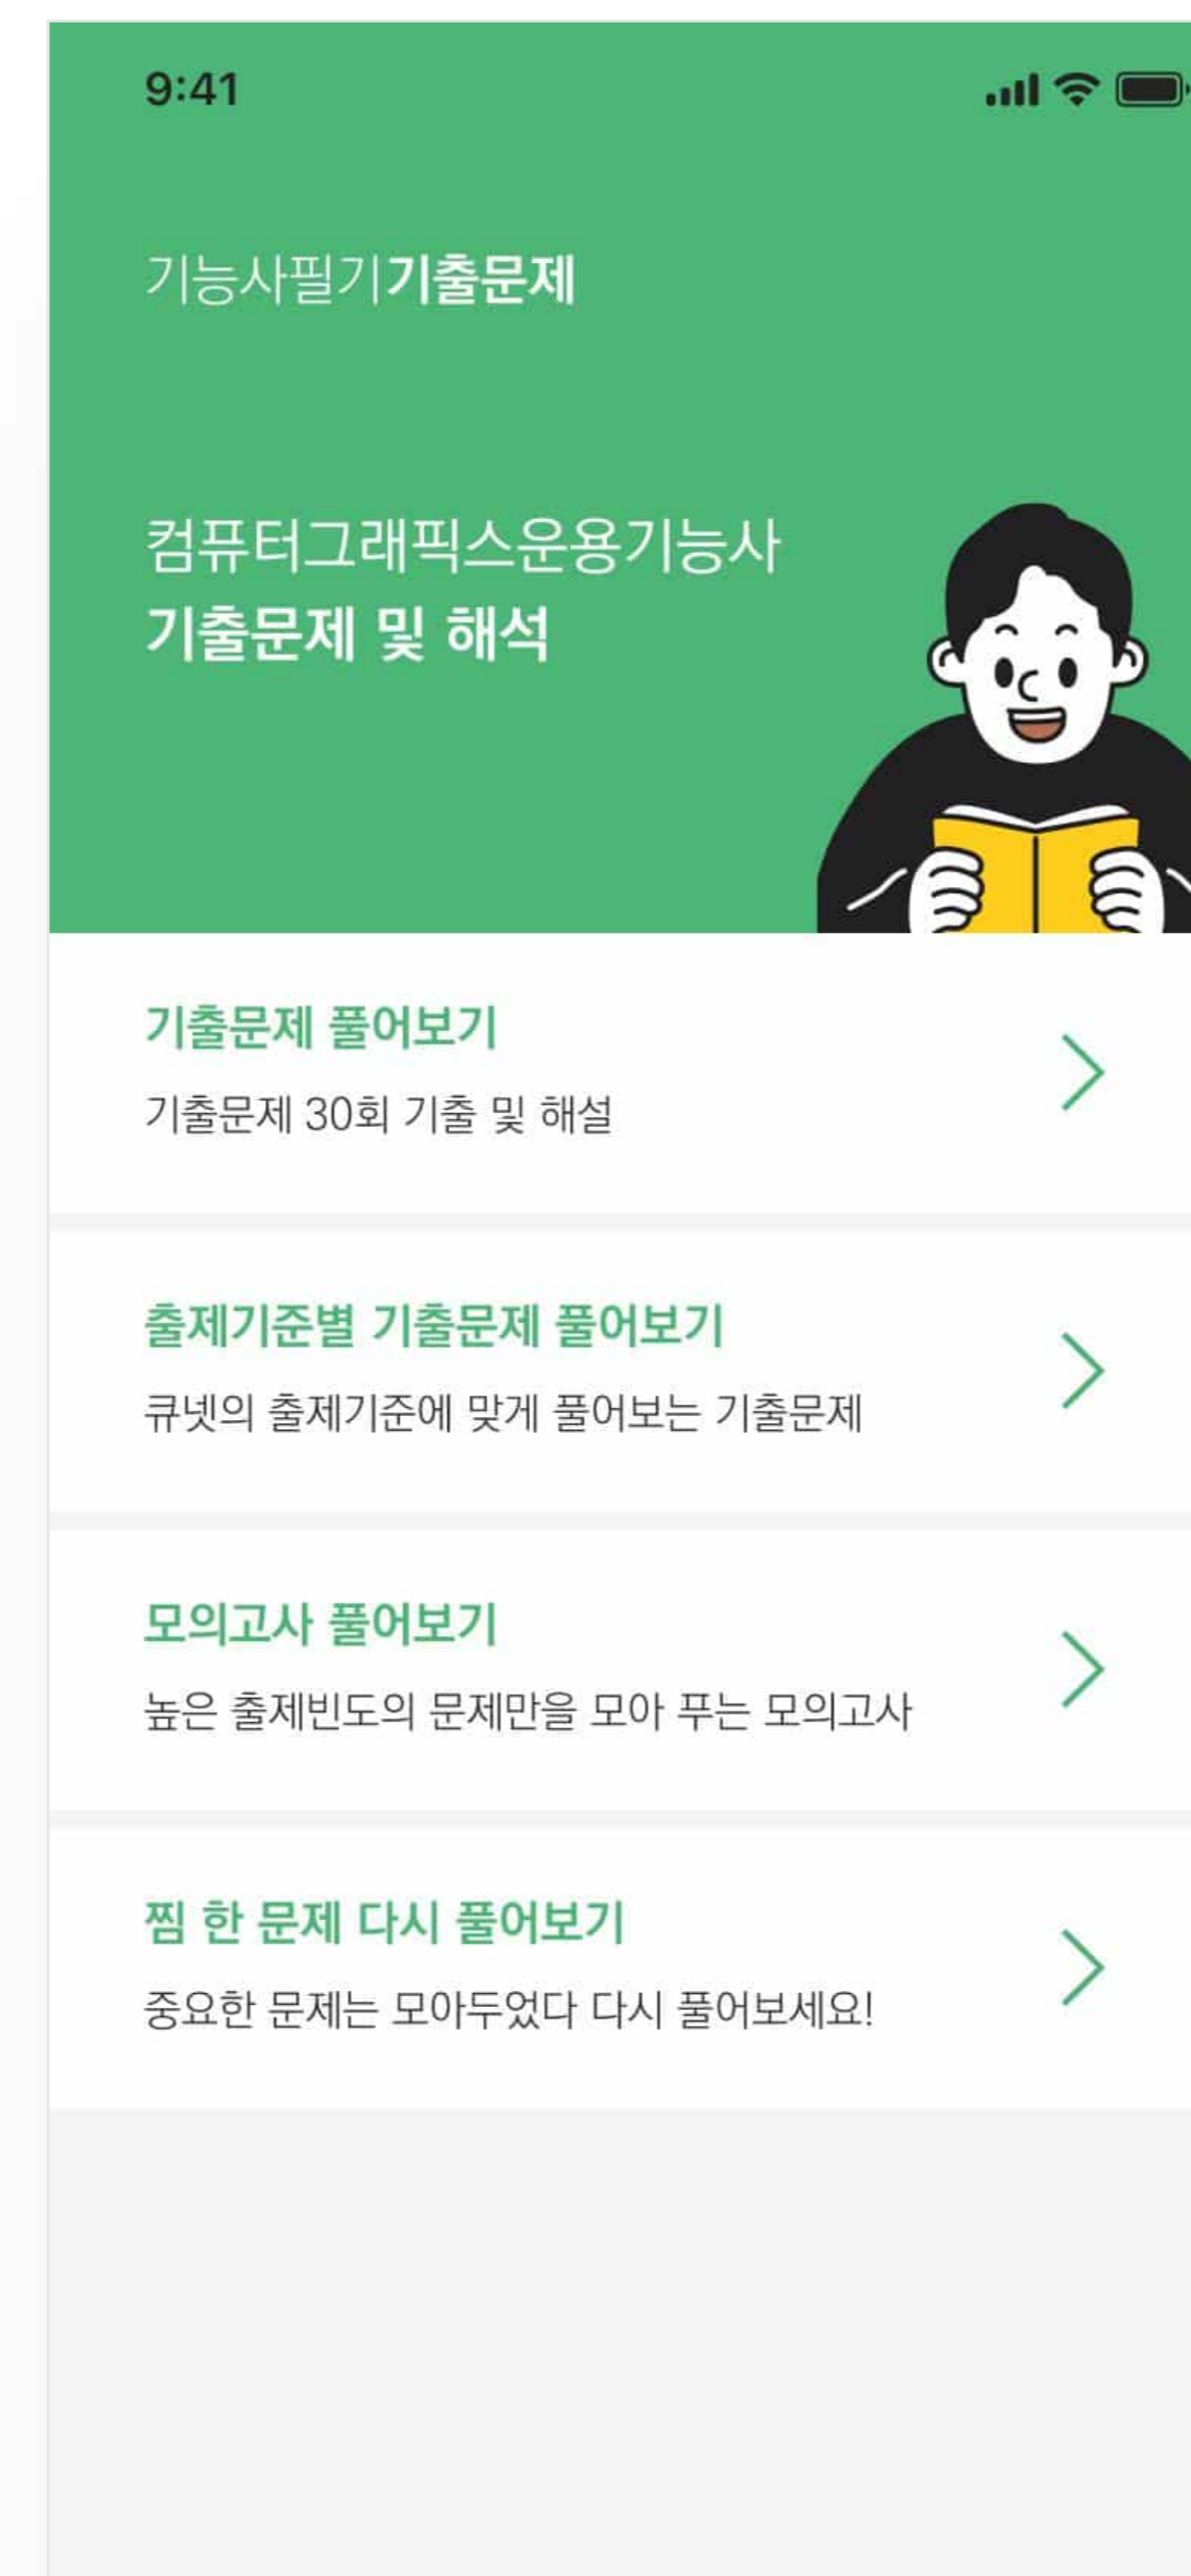 9:41
기능사필기기출문제
컴퓨터그래픽스운용기능사
기출문제 및 해석
기출문제 풀어보기
기출문제 30회 기출 및 해설
출제기준별 기출문제 풀어보기
큐넷의 출제기준에 맞게 풀어보는 기출문제
모의고사 풀어보기
높은 출제빈도의 문제만을 모아 푸는 모의고사
찜 한 문제 다시 풀어보기
중요한 문제는 모아두었다 다시 풀어보세요!